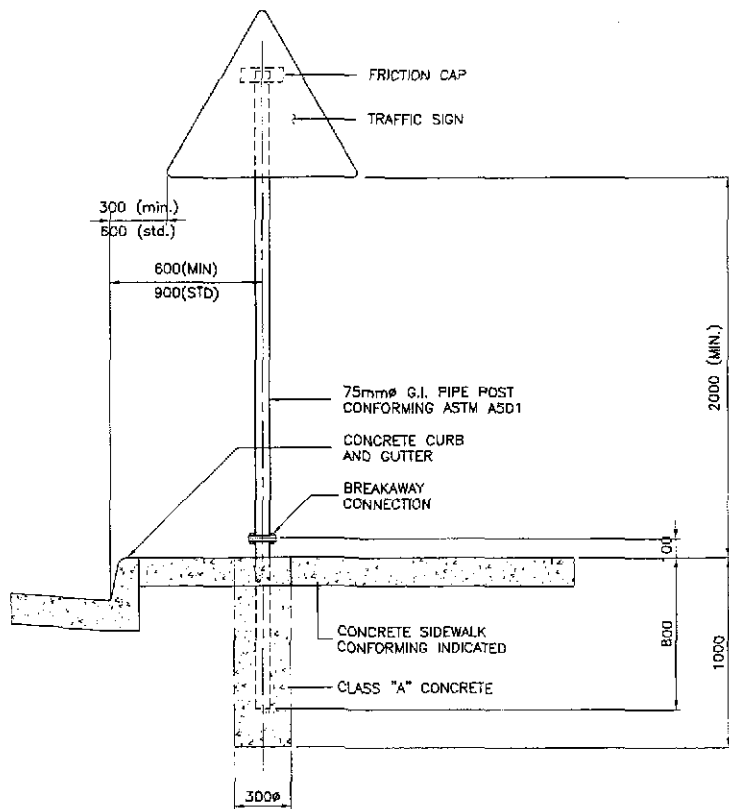 FRICTION CAP
TRAFFIC SIGN
300 (min.)
600 (std.)
600(MIN)
900(STD)
2000 (MIN.)
75mmø G.I. PIPE POST
CONFORMING ASTM A501
CONCRETE CURB
AND GUTTER
BREAKAWAY
CONNECTION
100
800
1000
CONCRETE SIDEWALK
CONFORMING INDICATED
CLASS "A" CONCRETE
300ø